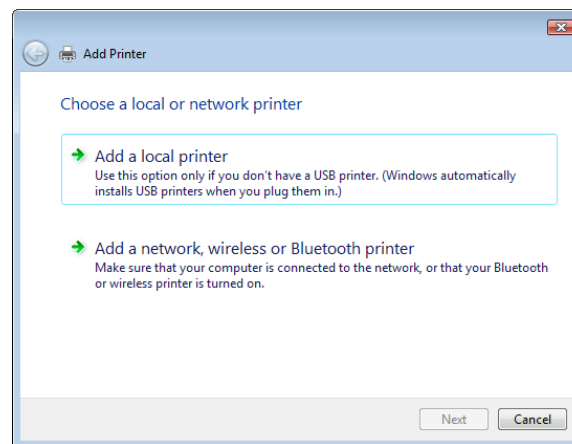 Add Printer
Choose a local or network printer
Add a local printer
Use this option only if you don't have a USB printer. (Windows automatically
installs USB printers when you plug them in.)
Add a network, wireless or Bluetooth printer
Make sure that your computer is connected to the network, or that your Bluetooth
or wireless printer is turned on.
Next Cancel